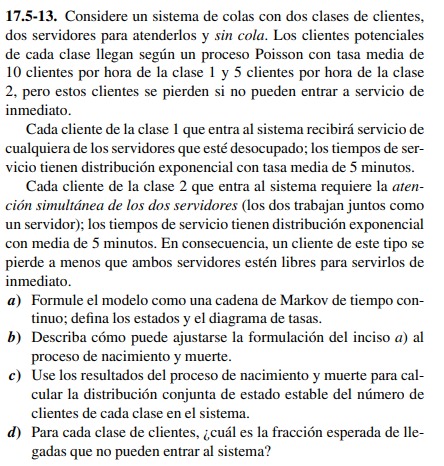 17.5-13. Considere un sistema de colas con dos clases de clientes,
dos servidores para atenderlos y sin cola. Los clientes potenciales
de cada clase llegan según un proceso Poisson con tasa media de
10 clientes por hora de la clase 1 y 5 clientes por hora de la clase
2, pero estos clientes se pierden si no pueden entrar a servicio de
inmediato.
Cada cliente de la clase 1 que entra al sistema recibirá servicio de
cualquiera de los servidores que esté desocupado; los tiempos de ser-
vicio tienen distribución exponencial con tasa media de 5 minutos.
Cada cliente de la clase 2 que entra al sistema requiere la aten-
ción simultánea de los dos servidores (los dos trabajan juntos como
un servidor); los tiempos de servicio tienen distribución exponencial
con media de 5 minutos. En consecuencia, un cliente de este tipo se
pierde a menos que ambos servidores estén libres para servirlos de
inmediato.
a) Formule el modelo como una cadena de Markov de tiempo con-
tinuo; defina los estados y el diagrama de tasas.
b) Describa cómo puede ajustarse la formulación del inciso a) al
proceso de nacimiento y muerte.
c) Use los resultados del proceso de nacimiento y muerte para cal-
cular la distribución conjunta de estado estable del número de
clientes de cada clase en el sistema.
d) Para cada clase de clientes, ¿cuál es la fracción esperada de lle-
gadas que no pueden entrar al sistema?